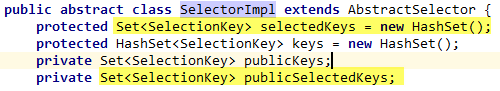 public abstract class SelectorImpl extends AbstractSelector {
protected Set<SelectionKey> selectedKeys = new HashSet();
protected HashSet<SelectionKey> keys = new HashSet();
private Set<SelectionKey> publicKeys;
private Set<SelectionKey> publicSelectedKeys;